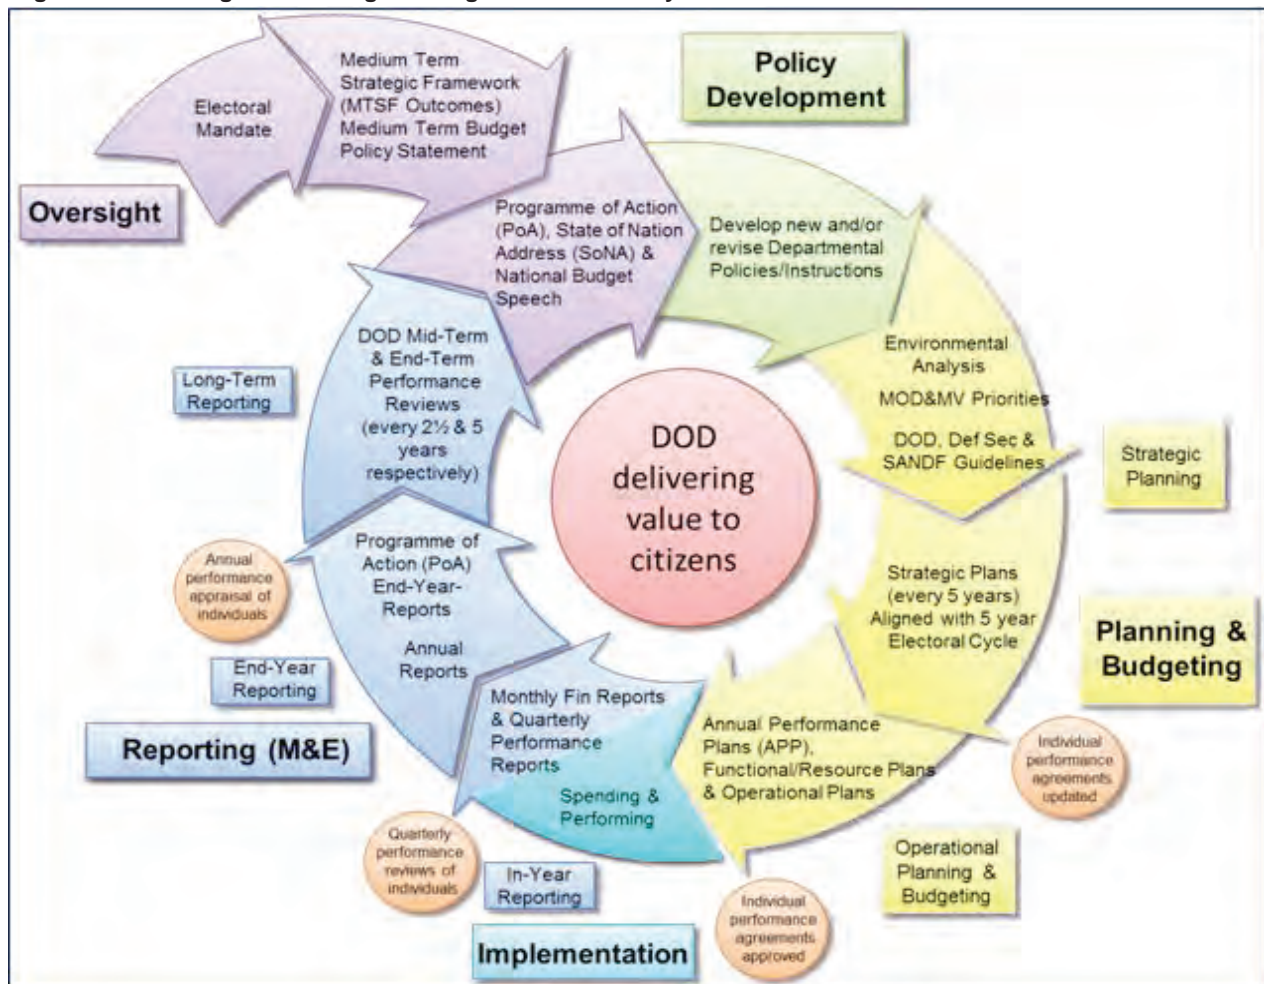 Electoral
Mandate
Medium Term
Strategic Framework
(MTSF Outcomes)
Medium Term Budget
Policy Statement
Policy
Development
Oversight
Programme of Action
(PoA), State of Nation
Address (SoNA) &
National Budget
Speech
Develop new and/or
revise Departmental
Policies/Instructions
Environmental
Analysis
MOD&MV Priorities
DOD, Def Sec &
SANDF Guidelines
Strategic
Planning
DOD Mid-Term
& End-Term
Performance
Reviews
(every 2½ & 5
years
respectively)
Long-Term
Reporting
DOD
delivering
value to
citizens
Strategic Plans
(every 5 years)
Aligned with 5 year
Electoral Cycle
Planning &
Budgeting
Annual
performance
appraisal of
individuals
Programme of
Action (PoA)
End-Year-
Reports
Annual
Reports
End-Year
Reporting
Reporting (M&E)
Monthly Fin Reports
& Quarterly
Performance
Reports
Spending &
Performing
Annual Performance
Plans (APP),
Functional/Resource Plans
& Operational Plans
Individual
performance
agreements
updated
Quarterly
performance
reviews of
individuals
In-Year
Reporting
Operational
Planning &
Budgeting
Individual
performance
agreements
approved
Implementation